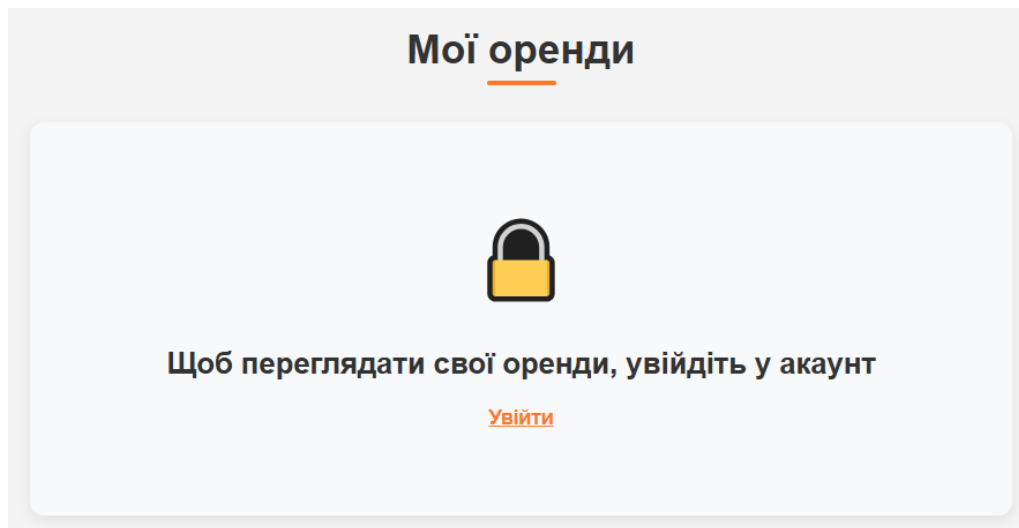 Мої оренди
Щоб переглядати свої оренди, увійдіть у акаунт
Увійти